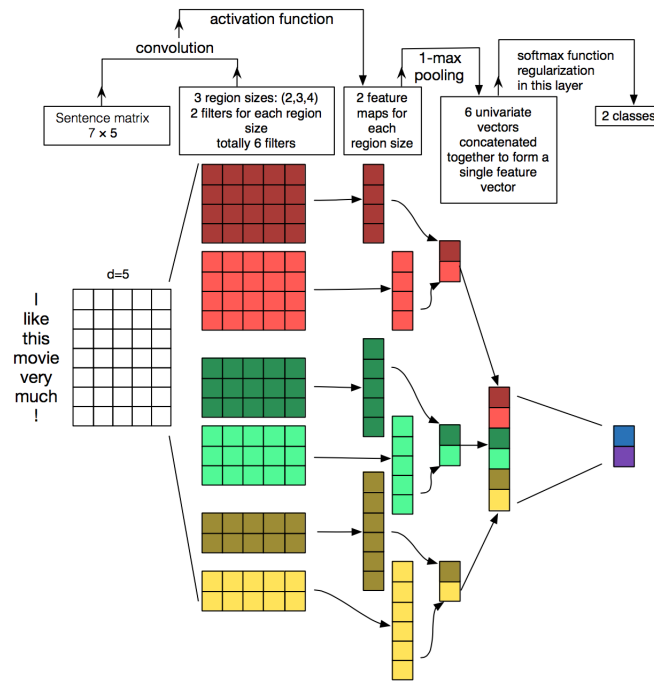 activation function
convolution
1-max
pooling
softmax function
regularization
in this layer
Sentence matrix
7 × 5
3 region sizes: (2,3,4)
2 filters for each region
size
totally 6 filters
2 feature
maps for
each
region size
6 univariate
vectors
concatenated
together to form a
single feature
vector
2 classes
d=5
I
like
this
movie
very
much
!